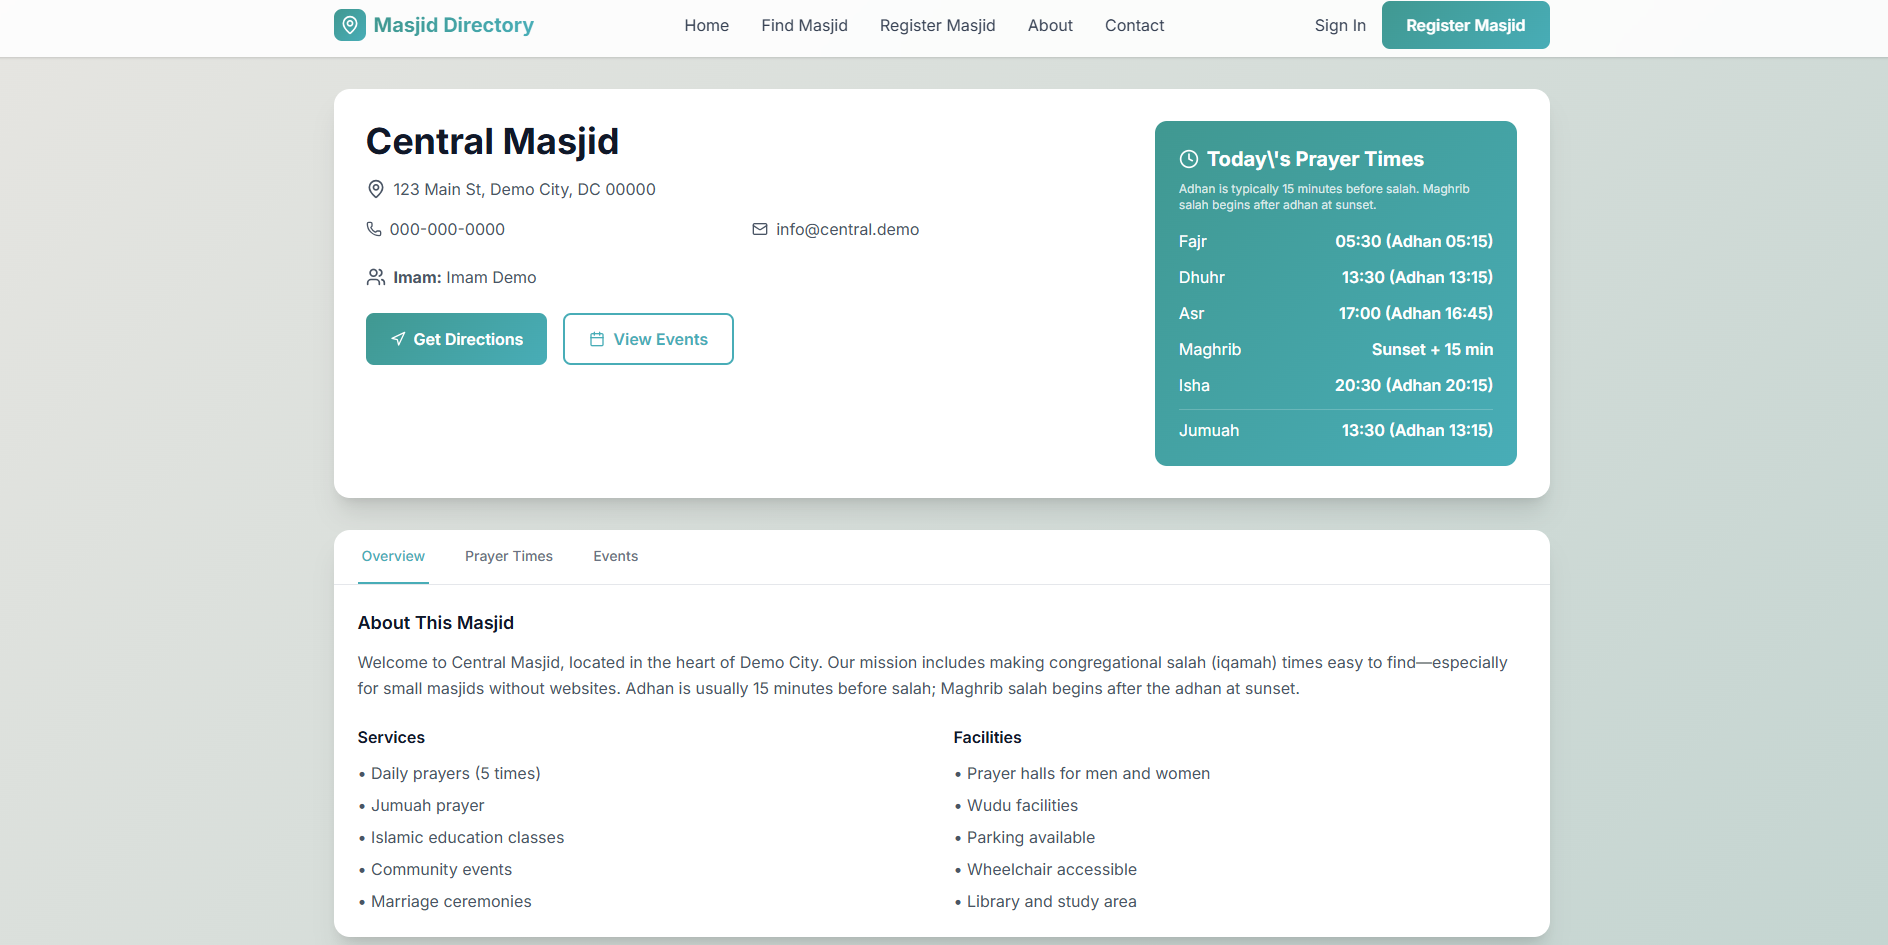 Masjid Directory
Home Find Masjid Register Masjid About Contact
Sign In Register Masjid
Central Masjid
123 Main St, Demo City, DC 00000
000-000-0000 info@central.demo
Imam: Imam Demo
Get Directions View Events
Today\'s Prayer Times
Adhan is typically 15 minutes before salah. Maghrib
salah begins after adhan at sunset.
Fajr 05:30 (Adhan 05:15)
Dhuhr 13:30 (Adhan 13:15)
Asr 17:00 (Adhan 16:45)
Maghrib Sunset + 15 min
Isha 20:30 (Adhan 20:15)
Jumuah 13:30 (Adhan 13:15)
Overview Prayer Times Events
About This Masjid
Welcome to Central Masjid, located in the heart of Demo City. Our mission includes making congregational salah (iqamah) times easy to find—especially
for small masjids without websites. Adhan is usually 15 minutes before salah; Maghrib salah begins after the adhan at sunset.
Services
• Daily prayers (5 times)
• Jumuah prayer
• Islamic education classes
• Community events
• Marriage ceremonies
Facilities
• Prayer halls for men and women
• Wudu facilities
• Parking available
• Wheelchair accessible
• Library and study area